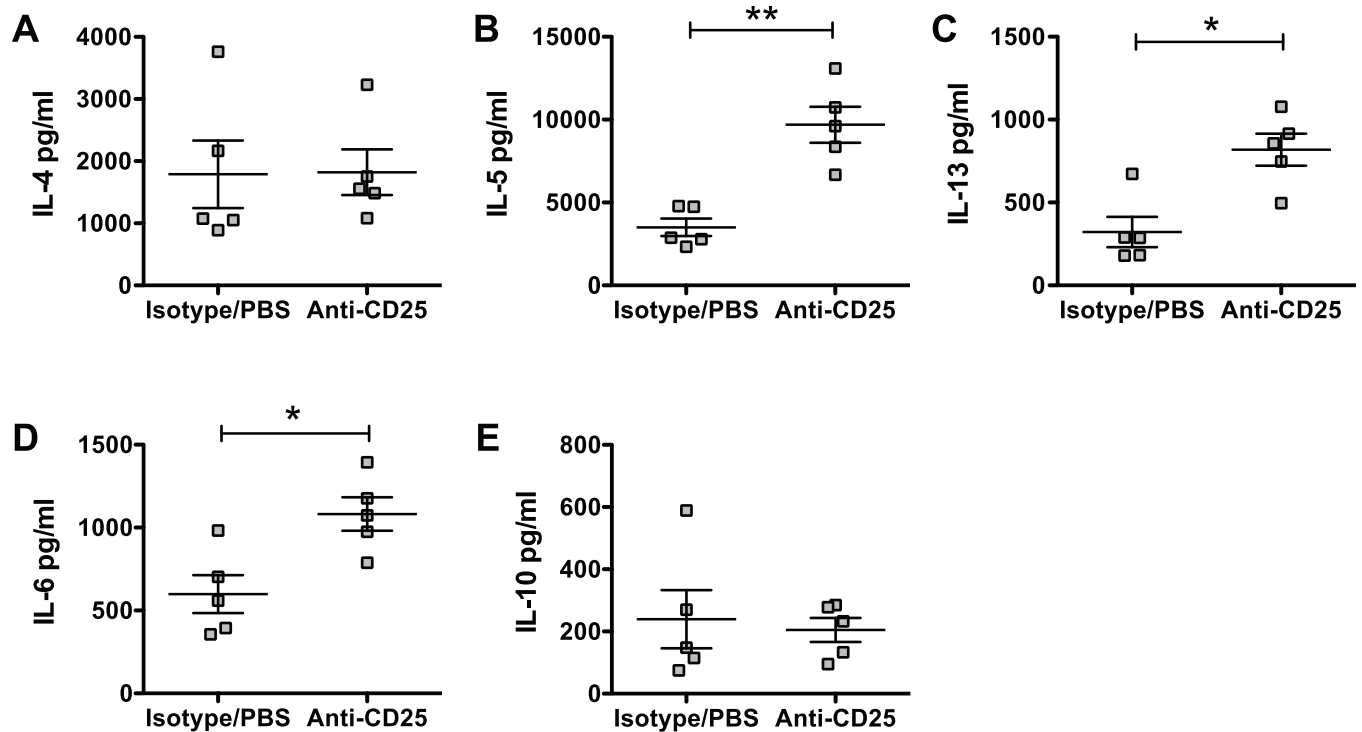 A
IL-4 pg/ml
4000
3000
2000
1000
0
Isotype/PBS Anti-CD25
B
IL-5 pg/ml
15000
10000
5000
0
**
Isotype/PBS Anti-CD25
C
IL-13 pg/ml
1500
1000
500
0
*
Isotype/PBS Anti-CD25
D
IL-6 pg/ml
1500
1000
500
0
*
Isotype/PBS Anti-CD25
E
IL-10 pg/ml
800
600
400
200
0
Isotype/PBS Anti-CD25